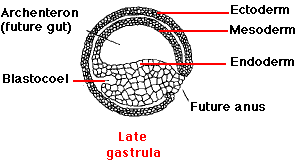 Archenteron
(future gut)
Ectoderm
Mesoderm
Endoderm
Blastocoel
Future anus
Late
gastrula